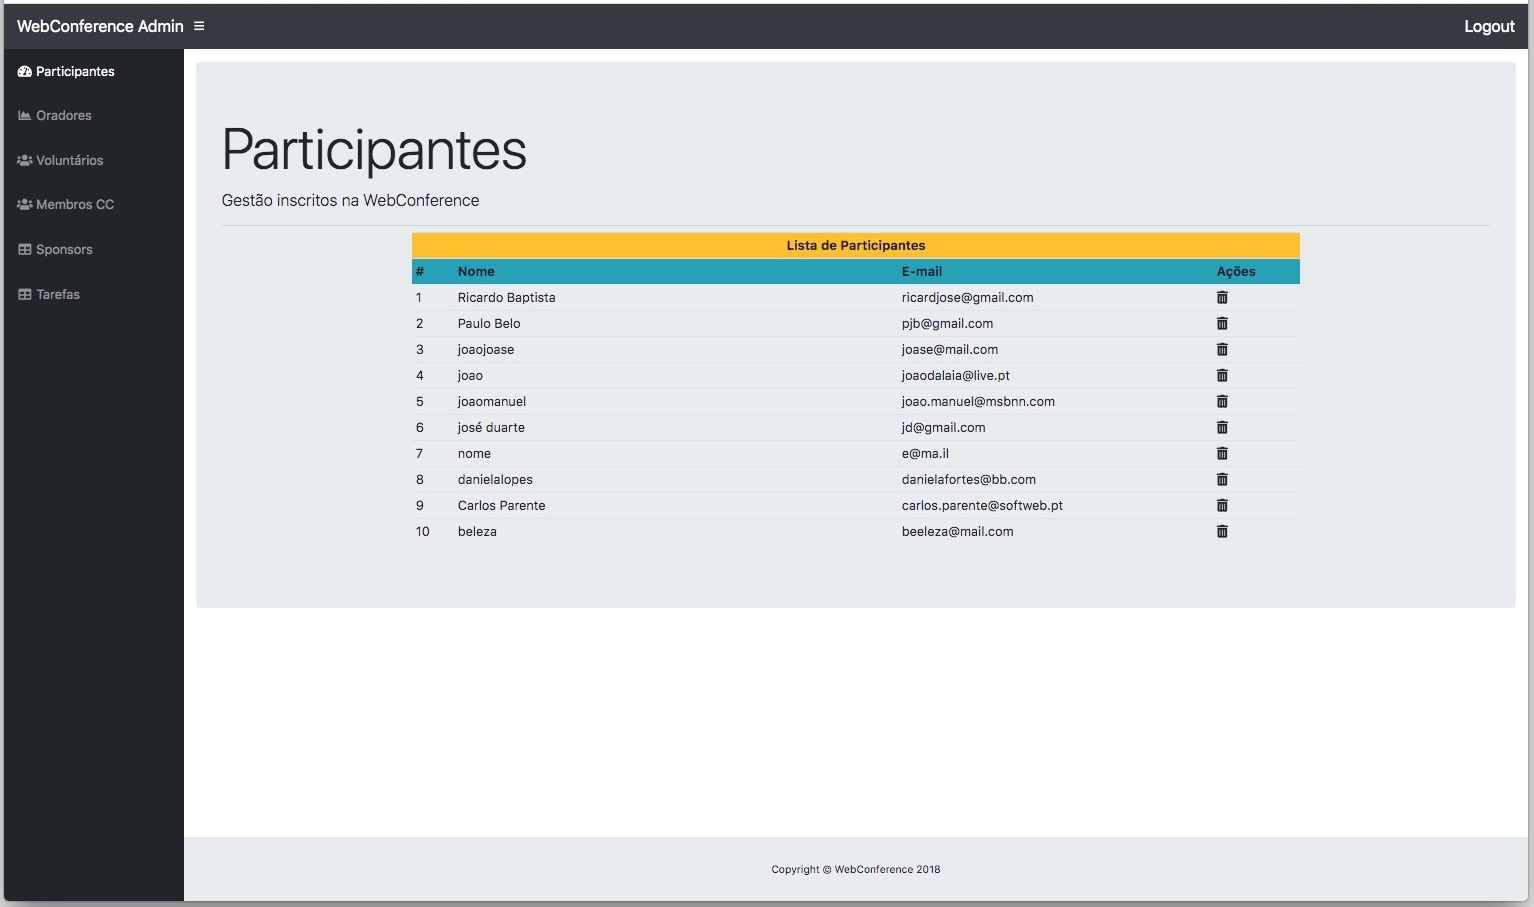 WebConference Admin
Logout
Participantes
Oradores
Voluntários
Membros CC
Sponsors
Tarefas
Participantes
Gestão inscritos na WebConference
Lista de Participantes
# Nome E-mail Ações
1 Ricardo Baptista ricardjose@gmail.com
2 Paulo Belo pjb@gmail.com
3 joaojoase joase@mail.com
4 joao joaodalaia@live.pt
5 joaomanuel joao.manuel@msbnn.com
6 josé duarte jd@gmail.com
7 nome e@ma.il
8 danielalopes danielafortes@bb.com
9 Carlos Parente carlos.parente@softweb.pt
10 beleza beeleza@mail.com
Copyright © WebConference 2018